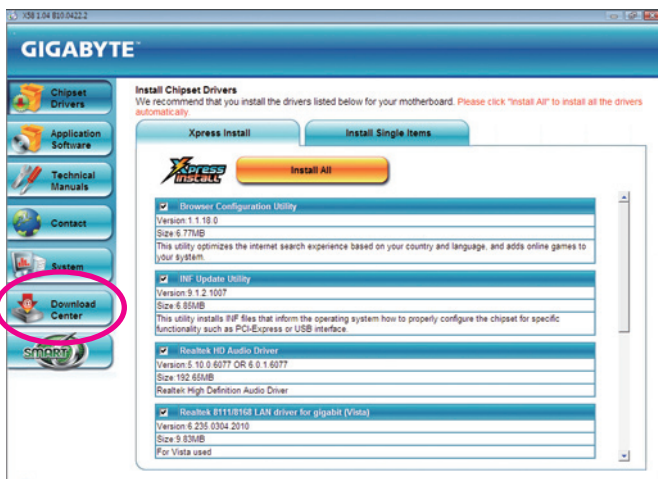 X58 1.04 B10.0422.2
GIGABYTE™
Chipset
Drivers
Application
Software
Technical
Manuals
Contact
System
Download
Center
SMART
Install Chipset Drivers
We recommend that you install the drivers listed below for your motherboard. Please click "Install All" to install all the drivers
automatically.
Xpress Install
Install Single Items
Xpress
INSTALL
Install All
Browser Configuration Utility
Version:1.1.18.0
Size:6.77MB
This utility optimizes the internet search experience based on your country and language, and adds online games to
your system.
INF Update Utility
Version:9.1.2.1007
Size:6.85MB
This utility installs INF files that inform the operating system how to properly configure the chipset for specific
functionality such as PCI-Express or USB interface.
Realtek HD Audio Driver
Version:5.10.0.6077 OR 6.0.1.6077
Size:192.65MB
Realtek High Definition Audio Driver
Realtek 8111/8168 LAN driver for gigabit (Vista)
Version:6.235.0304.2010
Size:9.83MB
For Vista used